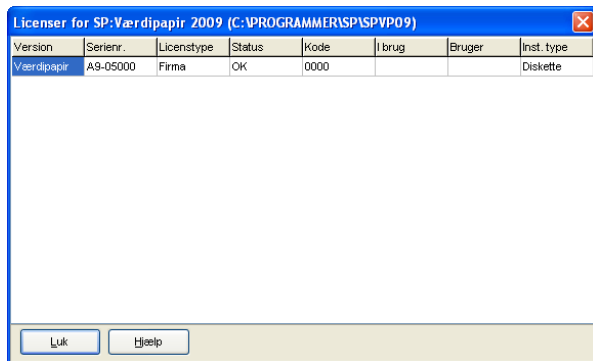 Licenser for SP:Værdipapir 2009 (C:\PROGRAMMER\SP\SPVP09)
Version Serienr. Licenstype Status Kode I brug Bruger Inst. type
Værdipapir A9-05000 Firma OK 0000 Diskette
Luk Hjælp